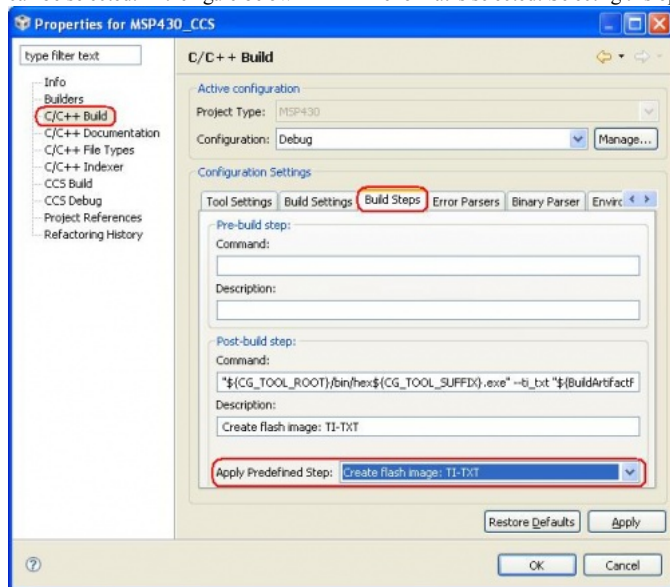 Properties for MSP430_CCS
type filter text
Info
Builders
C/C++ Build
C/C++ Documentation
C/C++ File Types
C/C++ Indexer
CCS Build
CCS Debug
Project References
Refactoring History
C/C++ Build
Active configuration
Project Type: MSP430
Configuration: Debug
Manage...
Configuration Settings
Tool Settings Build Settings Build Steps Error Parsers Binary Parser Enviro
Pre-build step:
Command:
Description:
Post-build step:
Command:
"${CG_TOOL_ROOT}/bin/hex${CG_TOOL_SUFFIX}.exe" --ti_txt "${BuildArtifactF
Description:
Create flash image: TI-TXT
Apply Predefined Step: Create flash image: TI-TXT
Restore Defaults Apply
OK Cancel